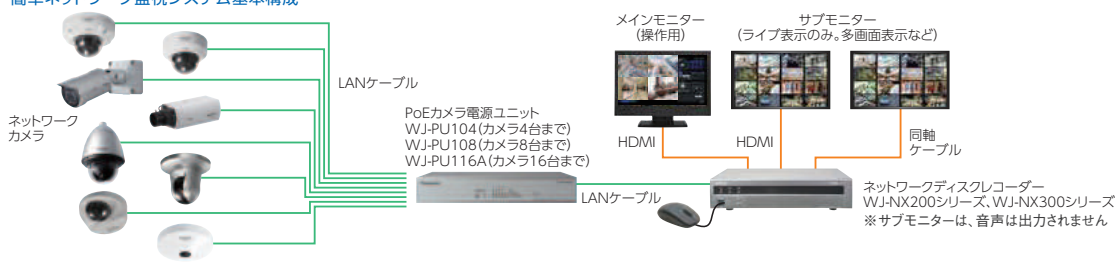 簡単ネットワーク監視システム基本構成
ネットワーク
カメラ
LANケーブル
PoEカメラ電源ユニット
WJ-PU104(カメラ4台まで)
WJ-PU108(カメラ8台まで)
WJ-PU116A(カメラ16台まで)
LANケーブル
メインモニター
(操作用)
サブモニター
(ライブ表示のみ。多画面表示など)
HDMI
HDMI
同軸
ケーブル
ネットワークディスクレコーダー
WJ-NX200シリーズ、WJ-NX300シリーズ
※サブモニターは、音声は出力されません